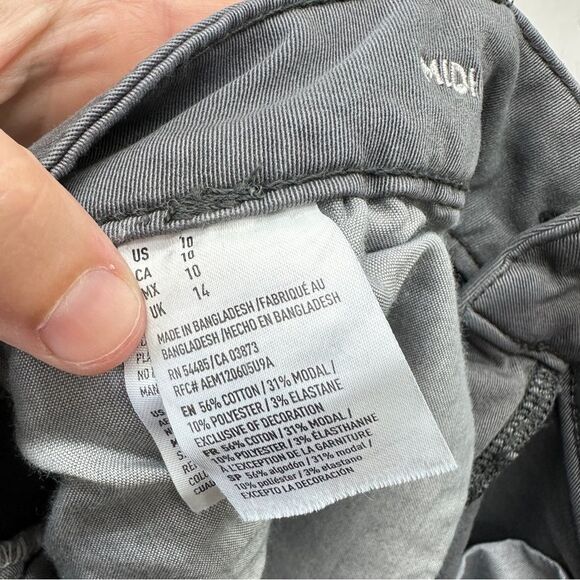 MIDI
US 10
CA 10
MX 10
UK 14
MADE IN BANGLADESH/FABRIQUÉ AU
BANGLADESH/HECHO EN BANGLADESH
RN 54485/CA 03873
RFC# AEM120605U9A
EN 56% COTTON/31% MODAL/
10% POLYESTER/3% ELASTANE
EXCLUSIVE OF DECORATION
FR 56% COTON/31% MODAL/
10% POLYESTER/3% ÉLASTHANNE
À L'EXCEPTION DE LA GARNITURE
SP 56% algodón/31% modal/
10% poliéster/3% elastano
EXCEPTO LA DECORACIÓN